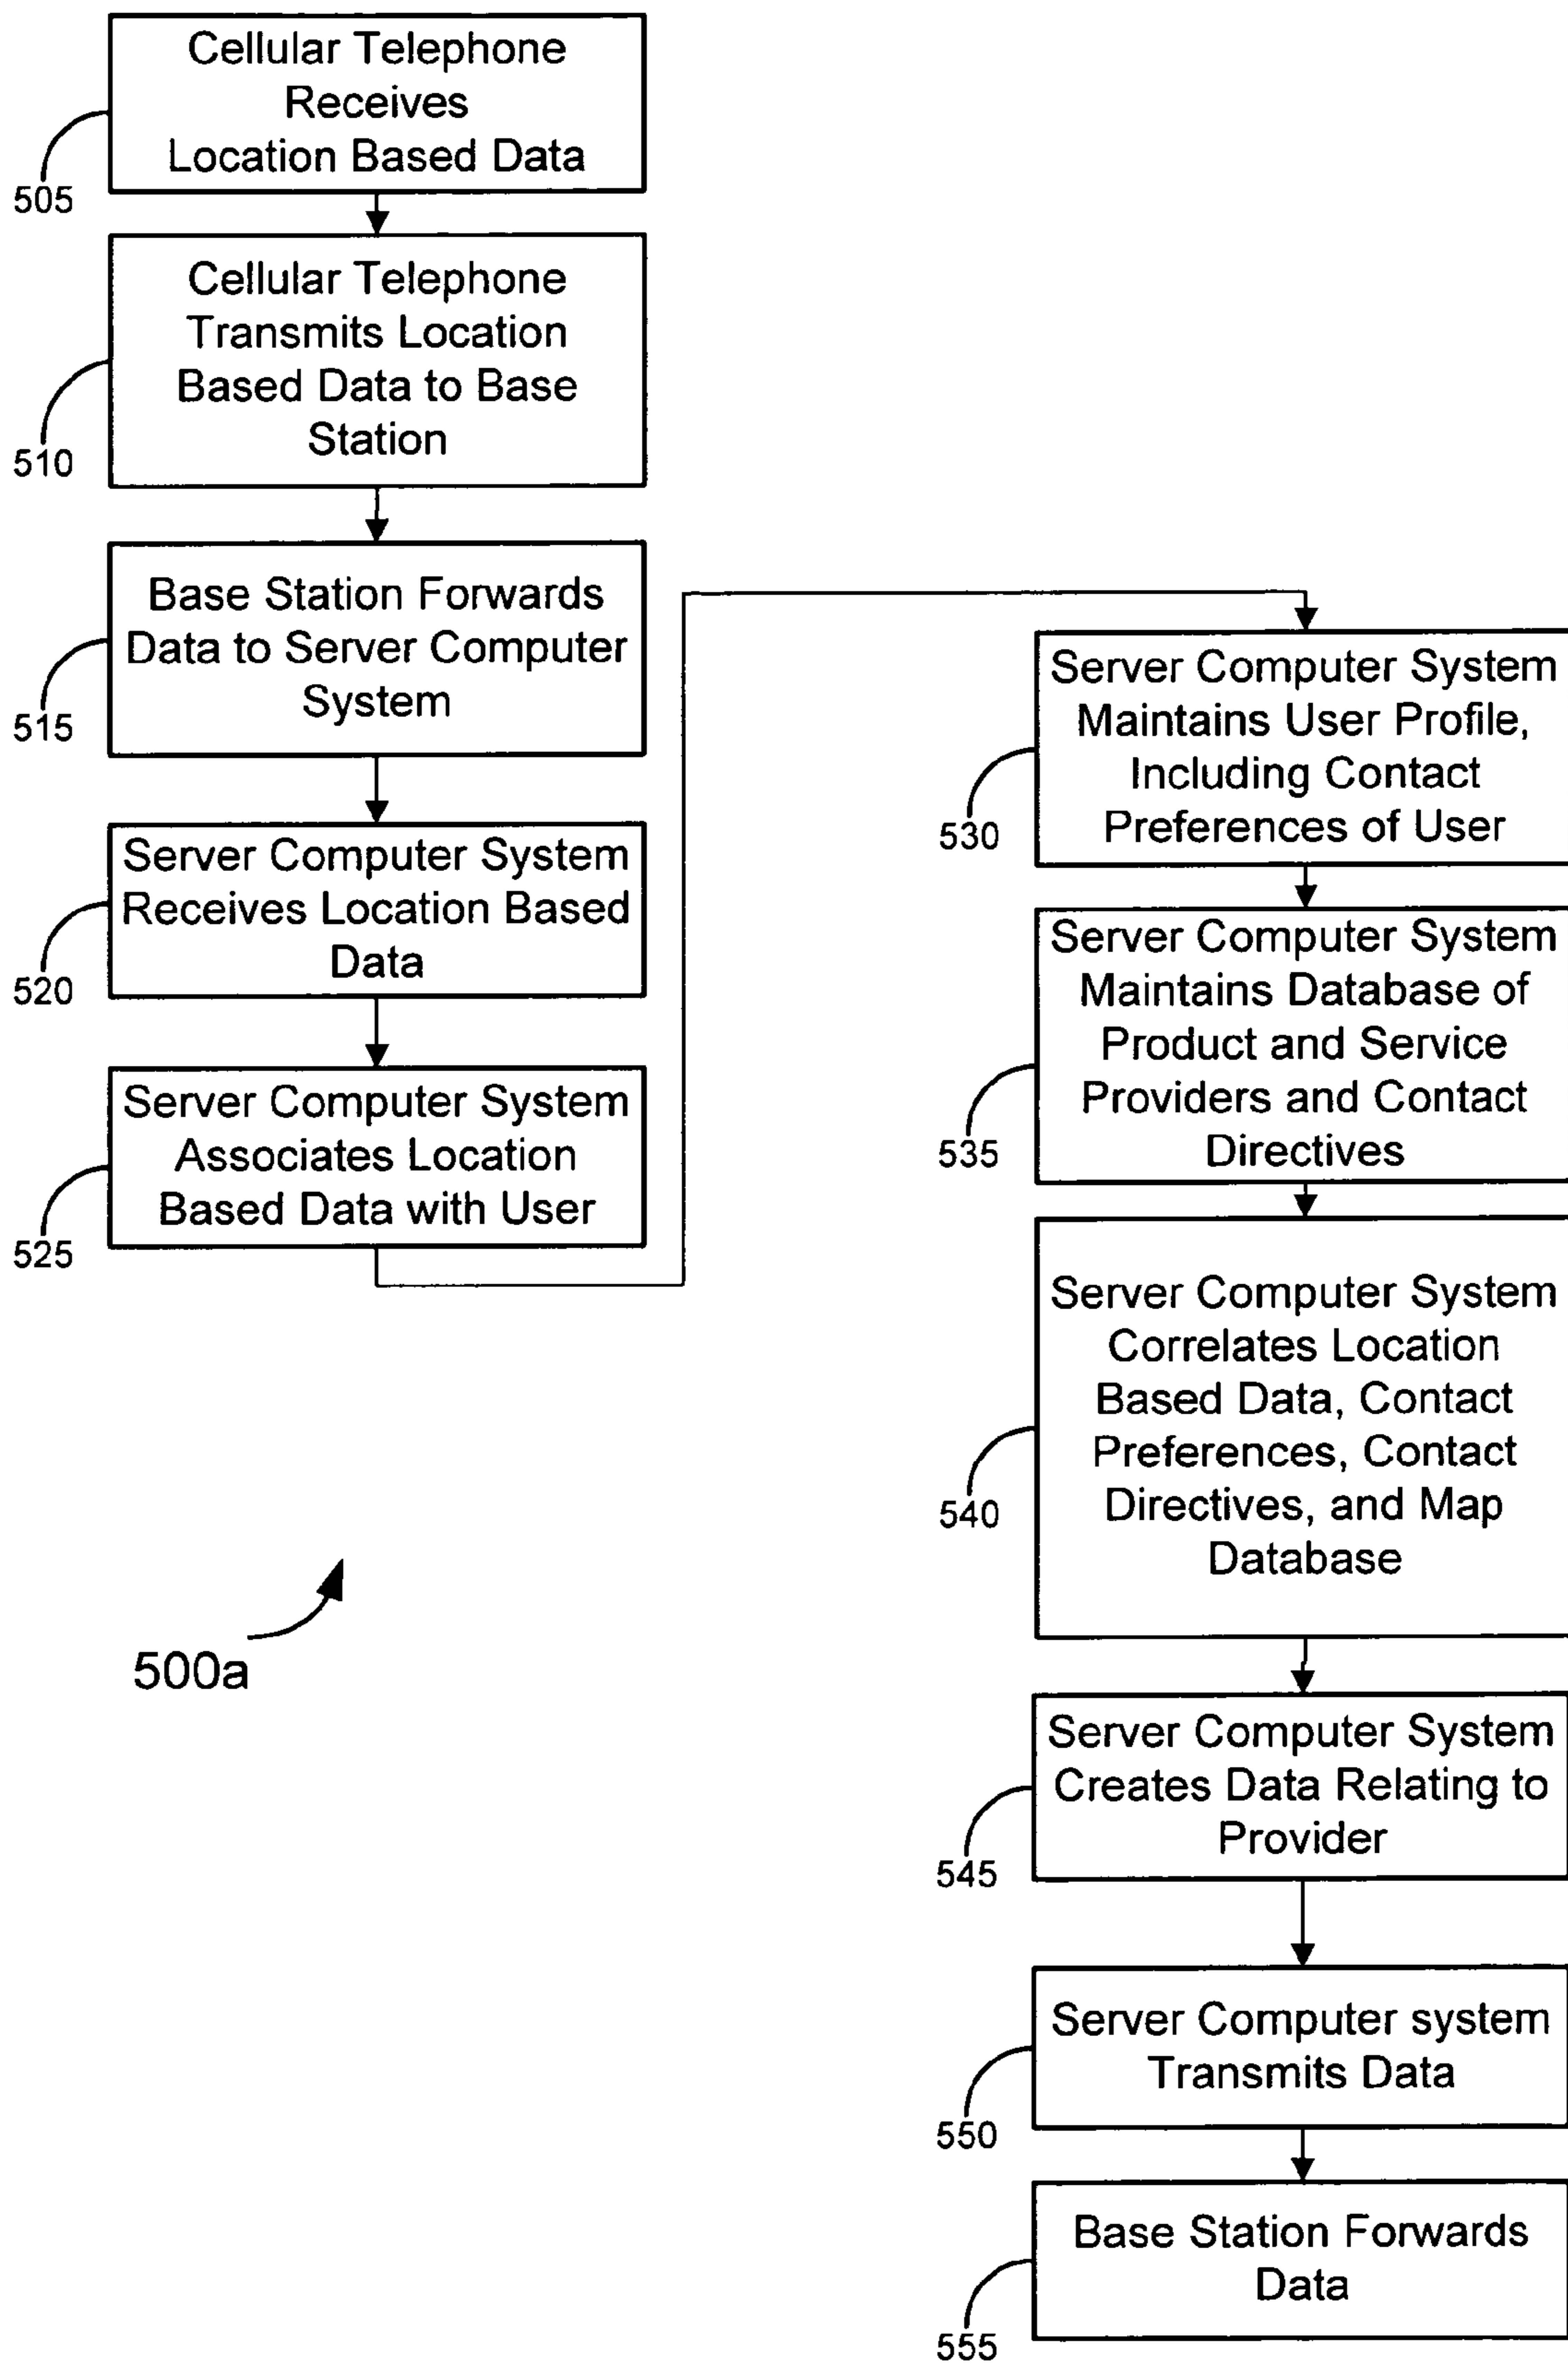 Cellular Telephone
Receives
Location Based Data
505
Cellular Telephone
Transmits Location
Based Data to Base
Station
510
Base Station Forwards
Data to Server Computer
System
515
Server Computer System
Receives Location Based
Data
520
Server Computer System
Associates Location
Based Data with User
525
Server Computer System
Maintains User Profile,
Including Contact
Preferences of User
530
Server Computer System
Maintains Database of
Product and Service
Providers and Contact
Directives
535
Server Computer System
Correlates Location
Based Data, Contact
Preferences, Contact
Directives, and Map
Database
540
Server Computer System
Creates Data Relating to
Provider
545
Server Computer system
Transmits Data
550
Base Station Forwards
Data
555
500a